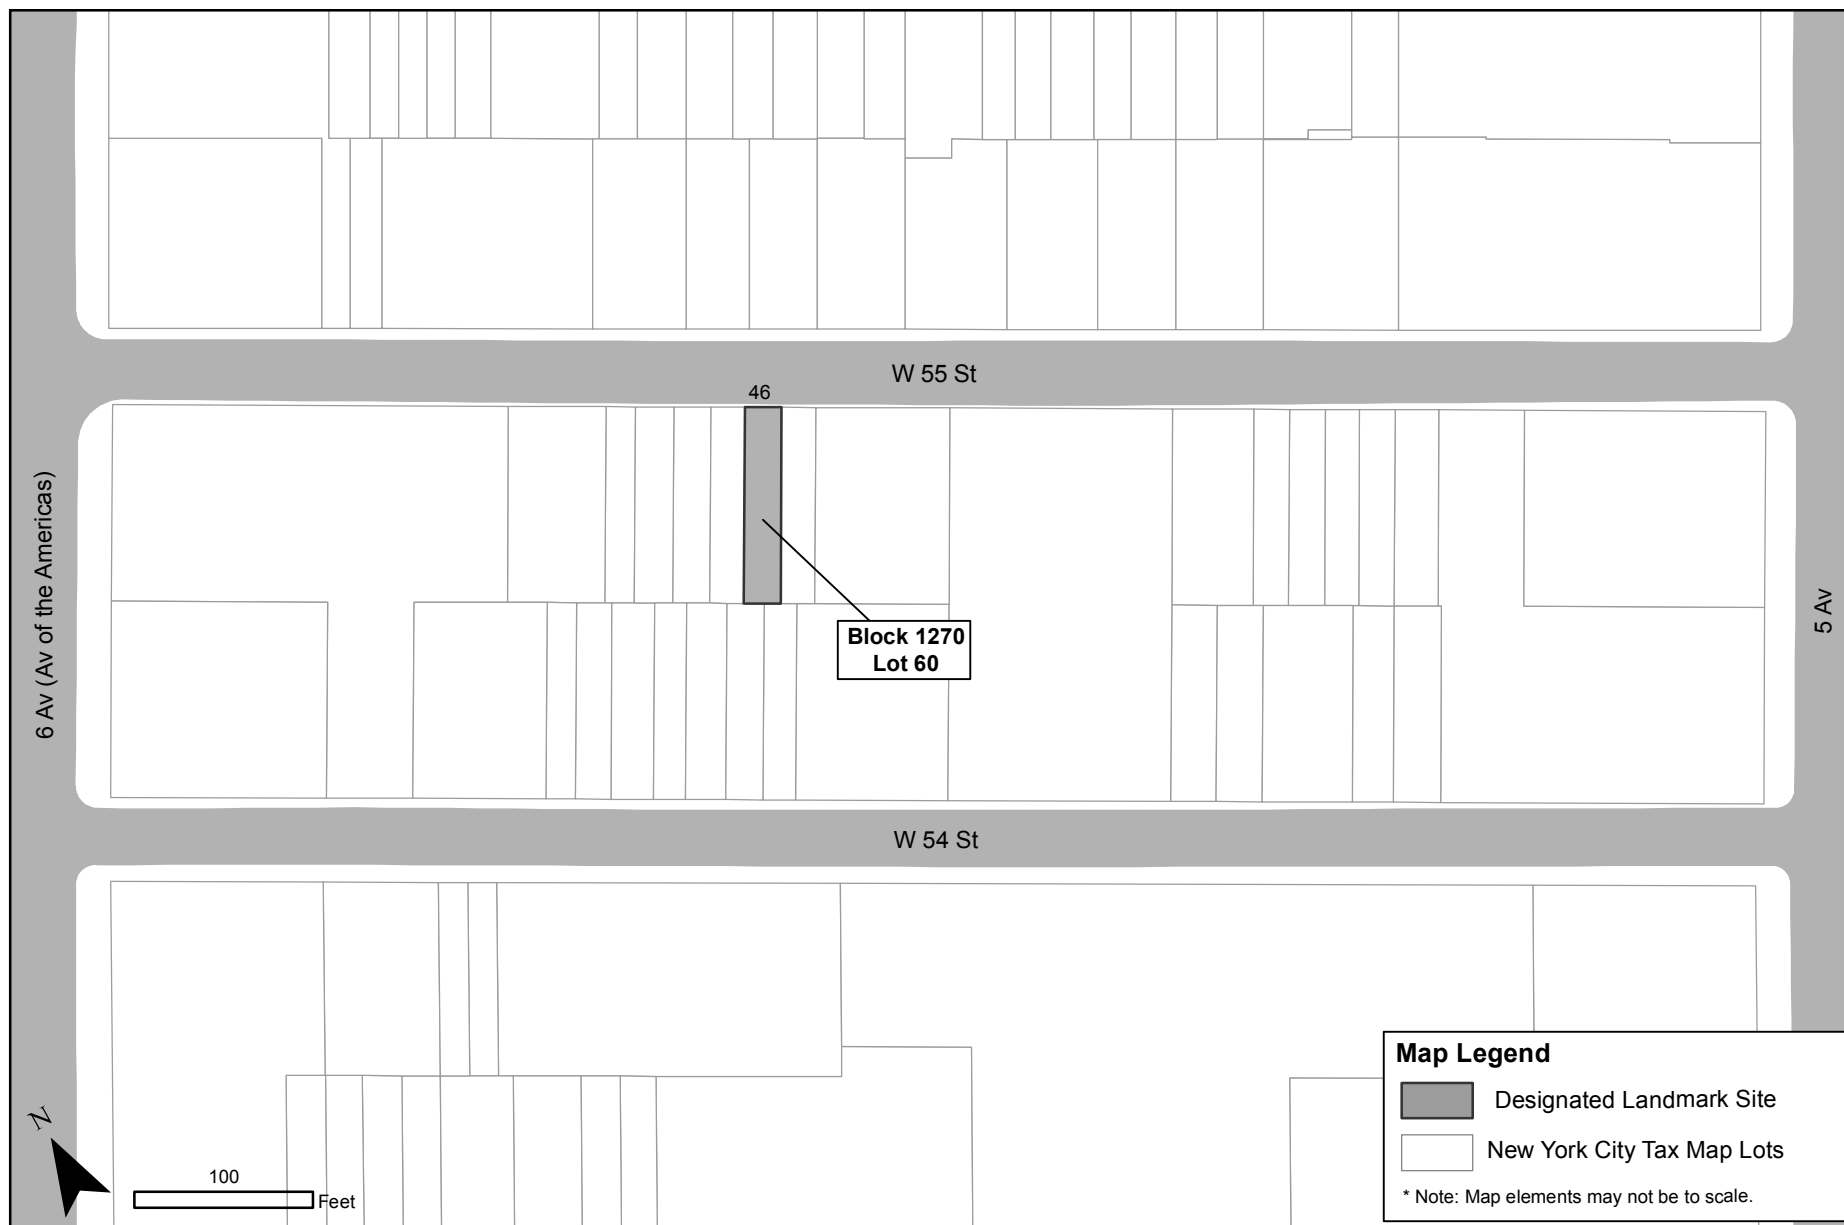 W 55 St
46
6 Av (Av of the Americas)
5 Av
Block 1270
Lot 60
W 54 St
Map Legend
Designated Landmark Site
New York City Tax Map Lots
* Note: Map elements may not be to scale.
N
100
Feet